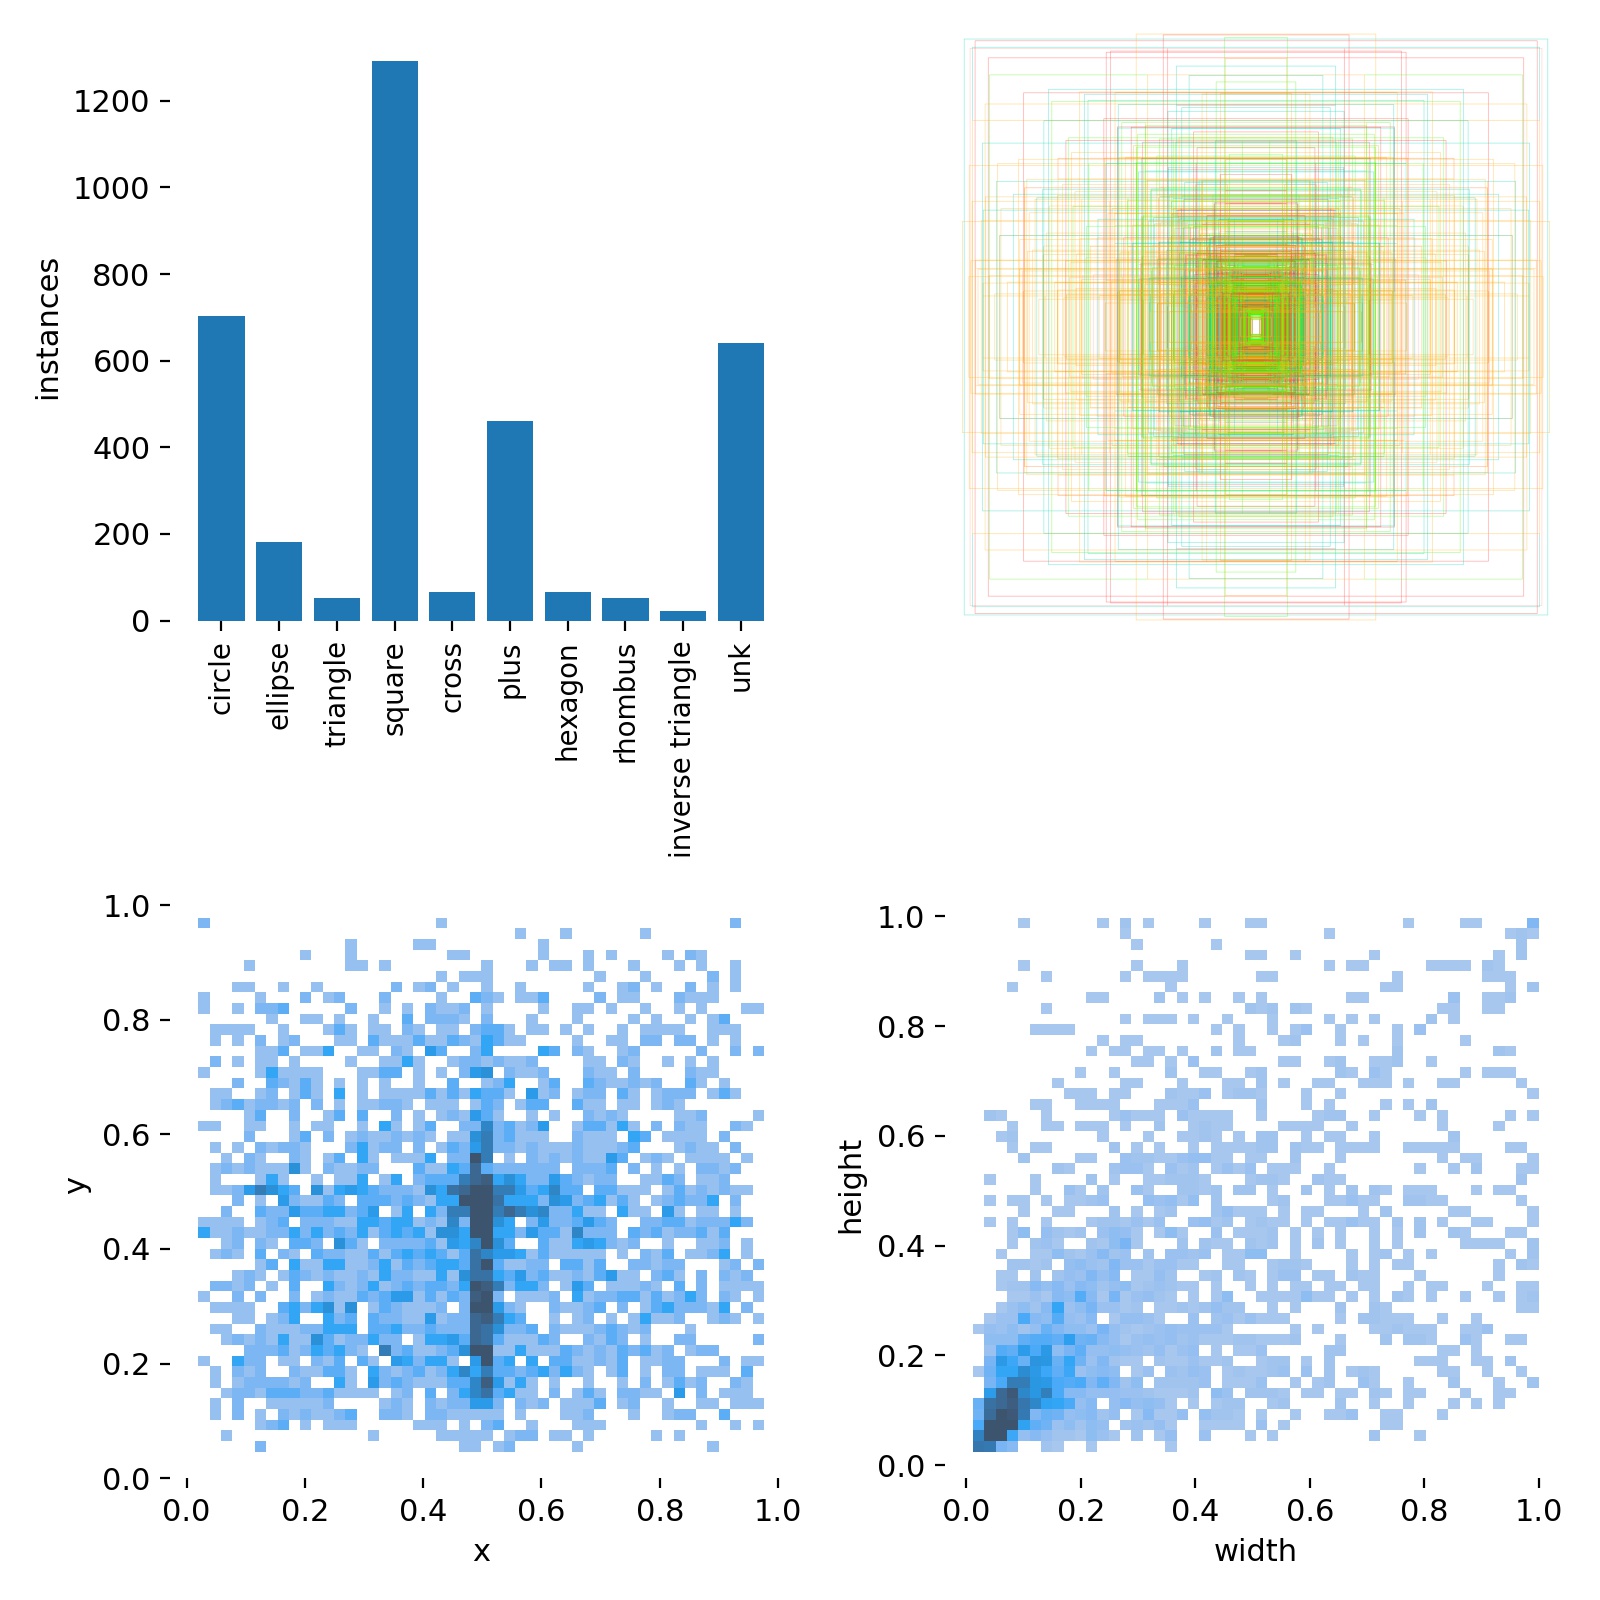 instances
1200
1000
800
600
400
200
0
circle
ellipse
triangle
square
cross
plus
hexagon
rhombus
inverse triangle
unk
y
1.0
0.8
0.6
0.4
0.2
0.0
0.0 0.2 0.4 0.6 0.8 1.0
x
height
1.0
0.8
0.6
0.4
0.2
0.0
0.0 0.2 0.4 0.6 0.8 1.0
width